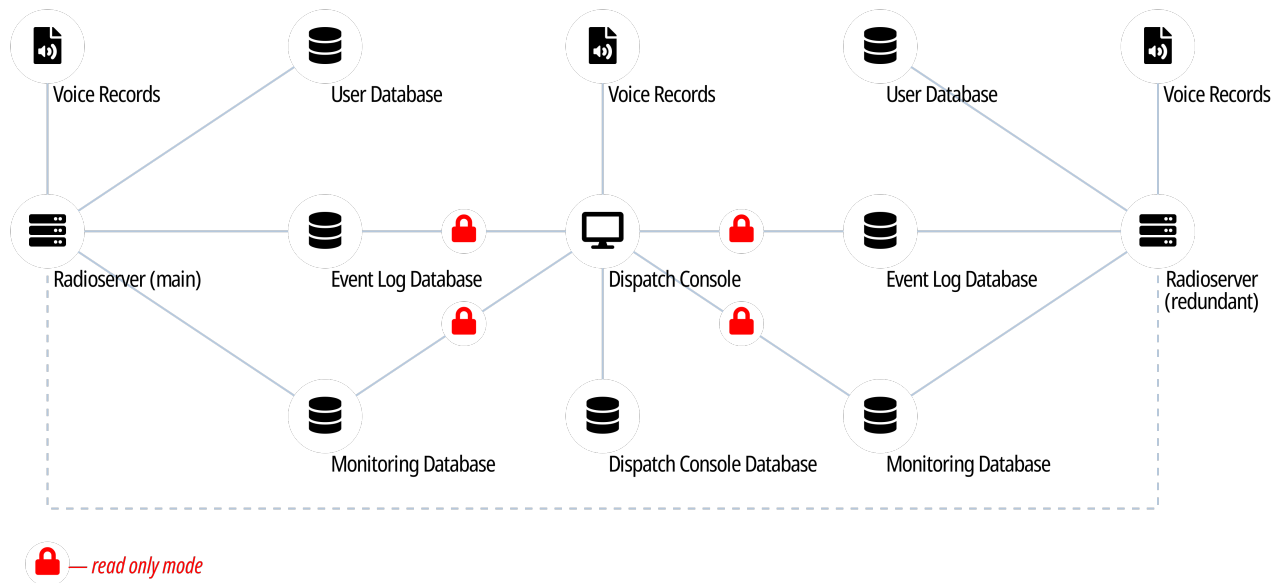 Voice Records
User Database
Voice Records
User Database
Voice Records
Radioserver (main)
Event Log Database
Dispatch Console
Event Log Database
Radioserver
(redundant)
Monitoring Database
Dispatch Console Database
Monitoring Database
— read only mode